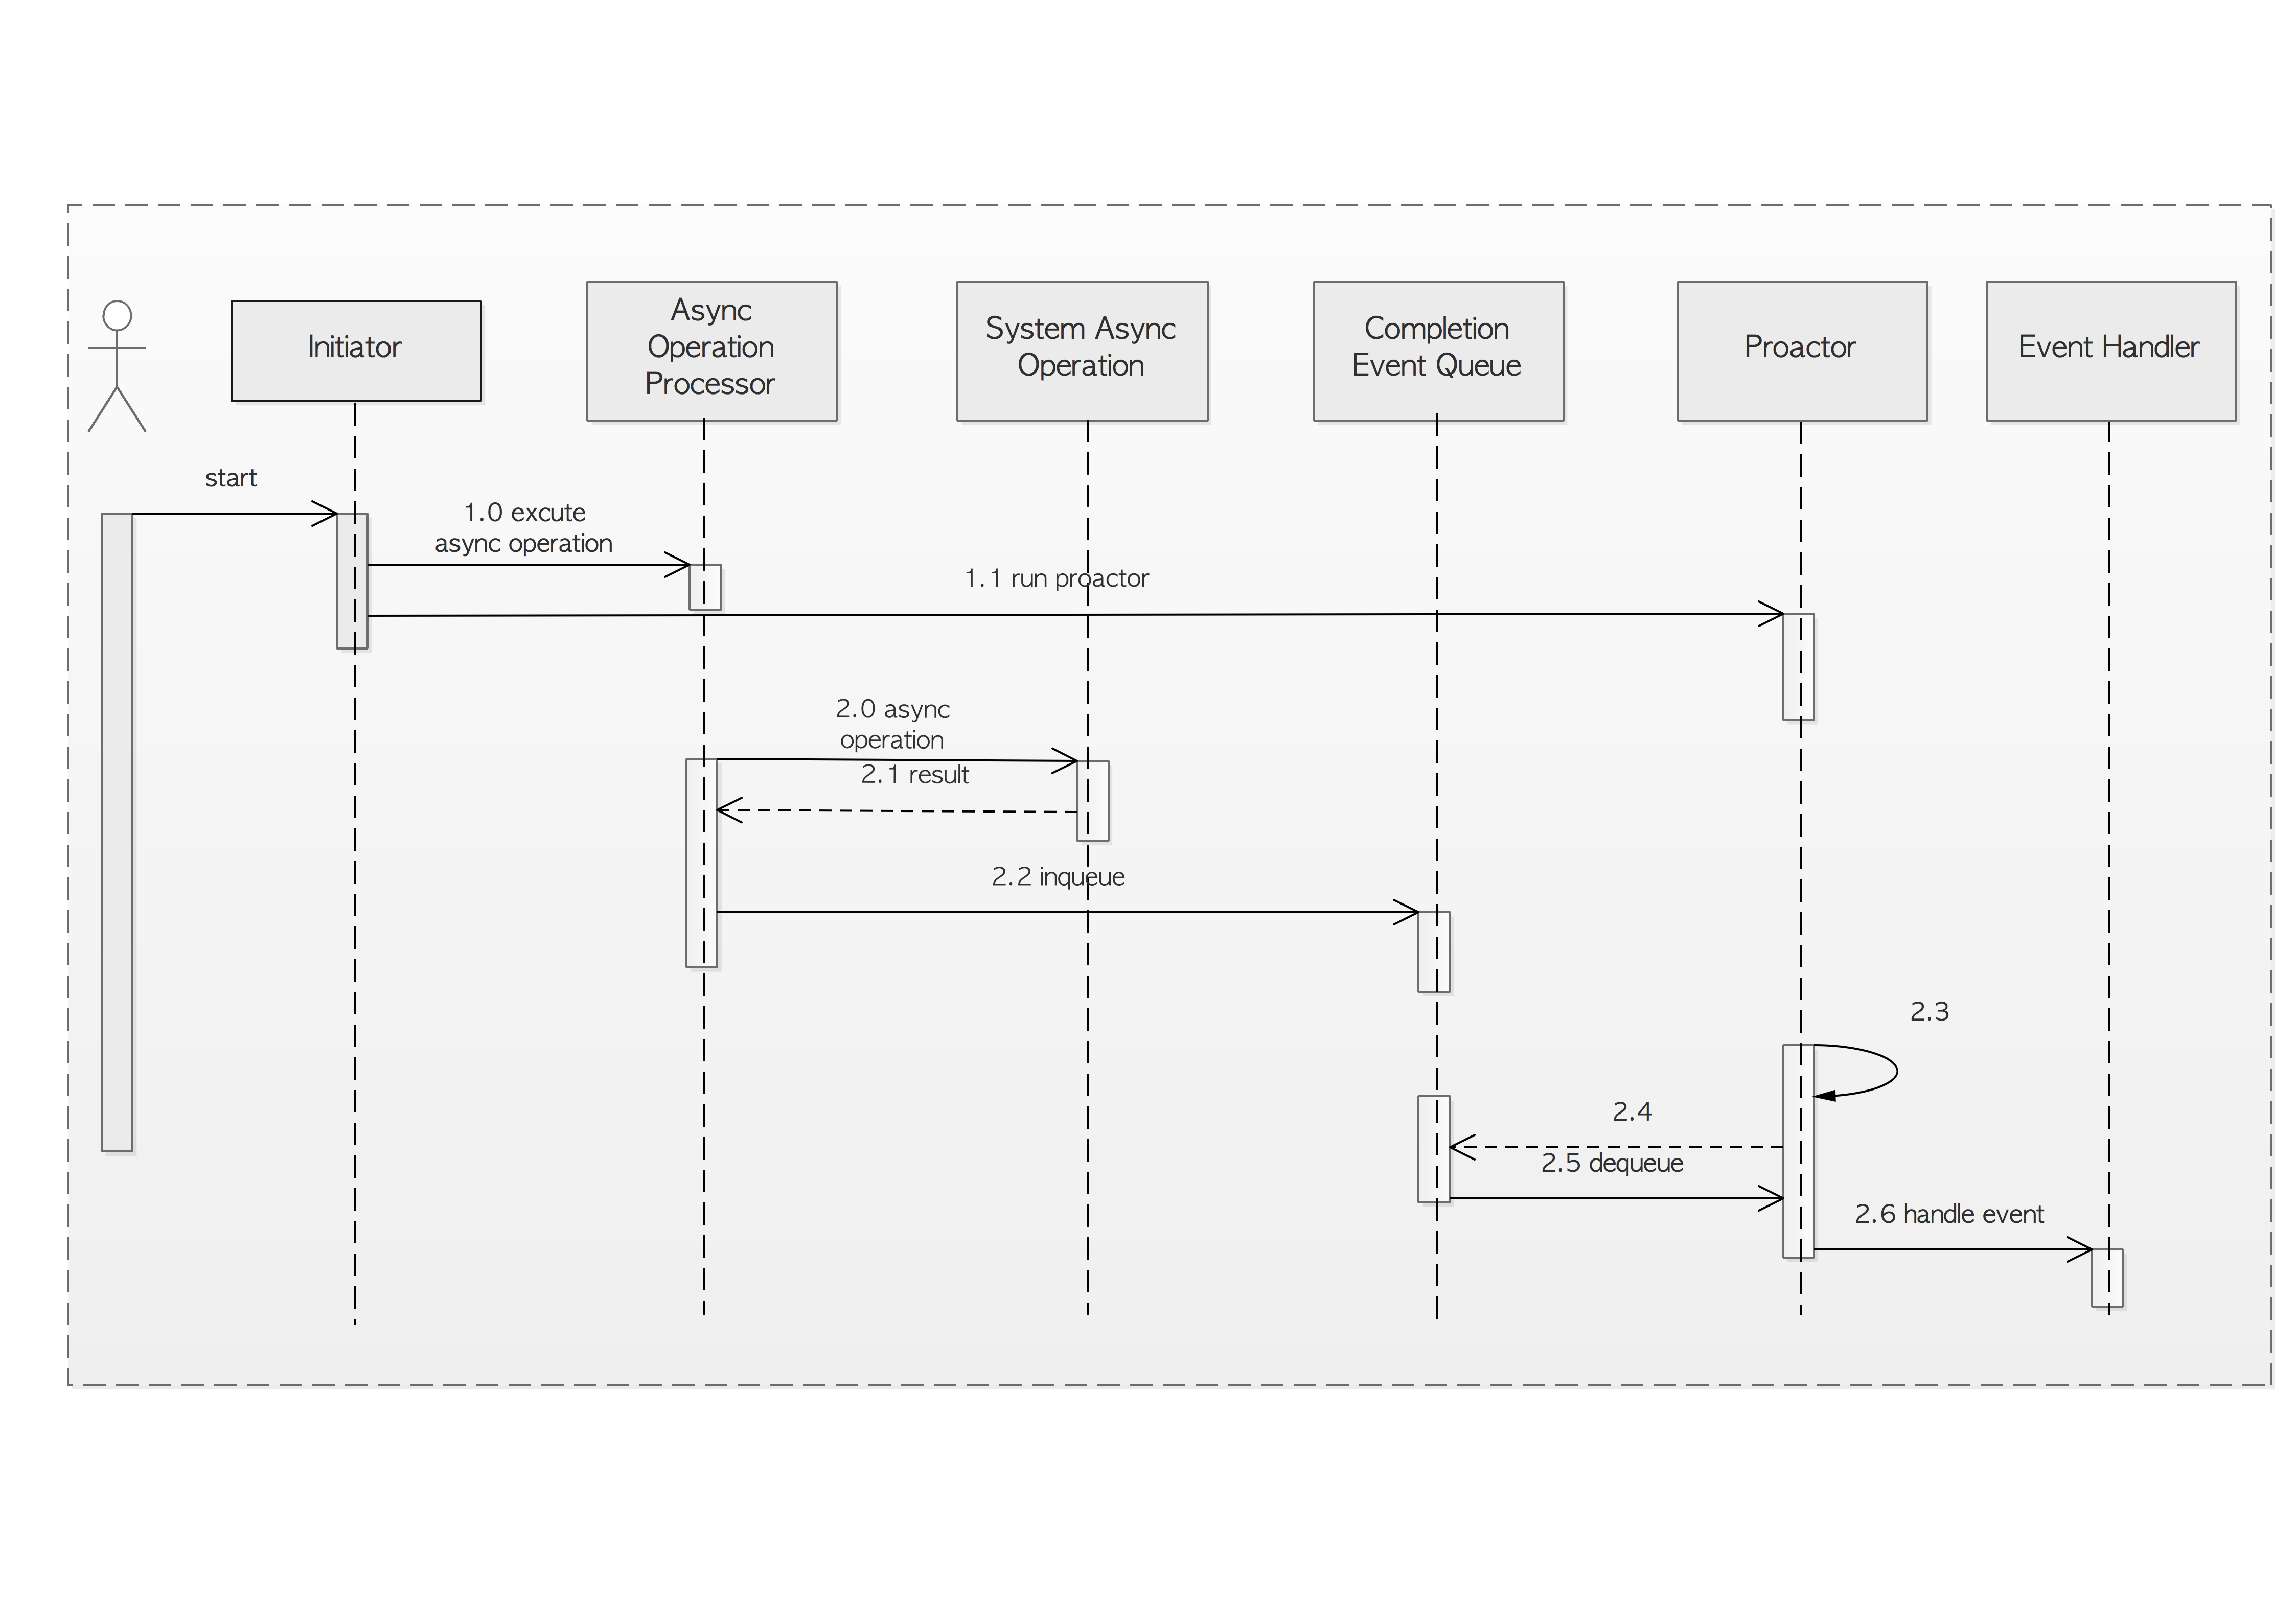 Initiator
Async
Operation
Processor
System Async
Operation
Completion
Event Queue
Proactor
Event Handler
start
1.0 excute
async operation
1.1 run proactor
2.0 async
operation
2.1 result
2.2 inqueue
2.3
2.4
2.5 dequeue
2.6 handle event